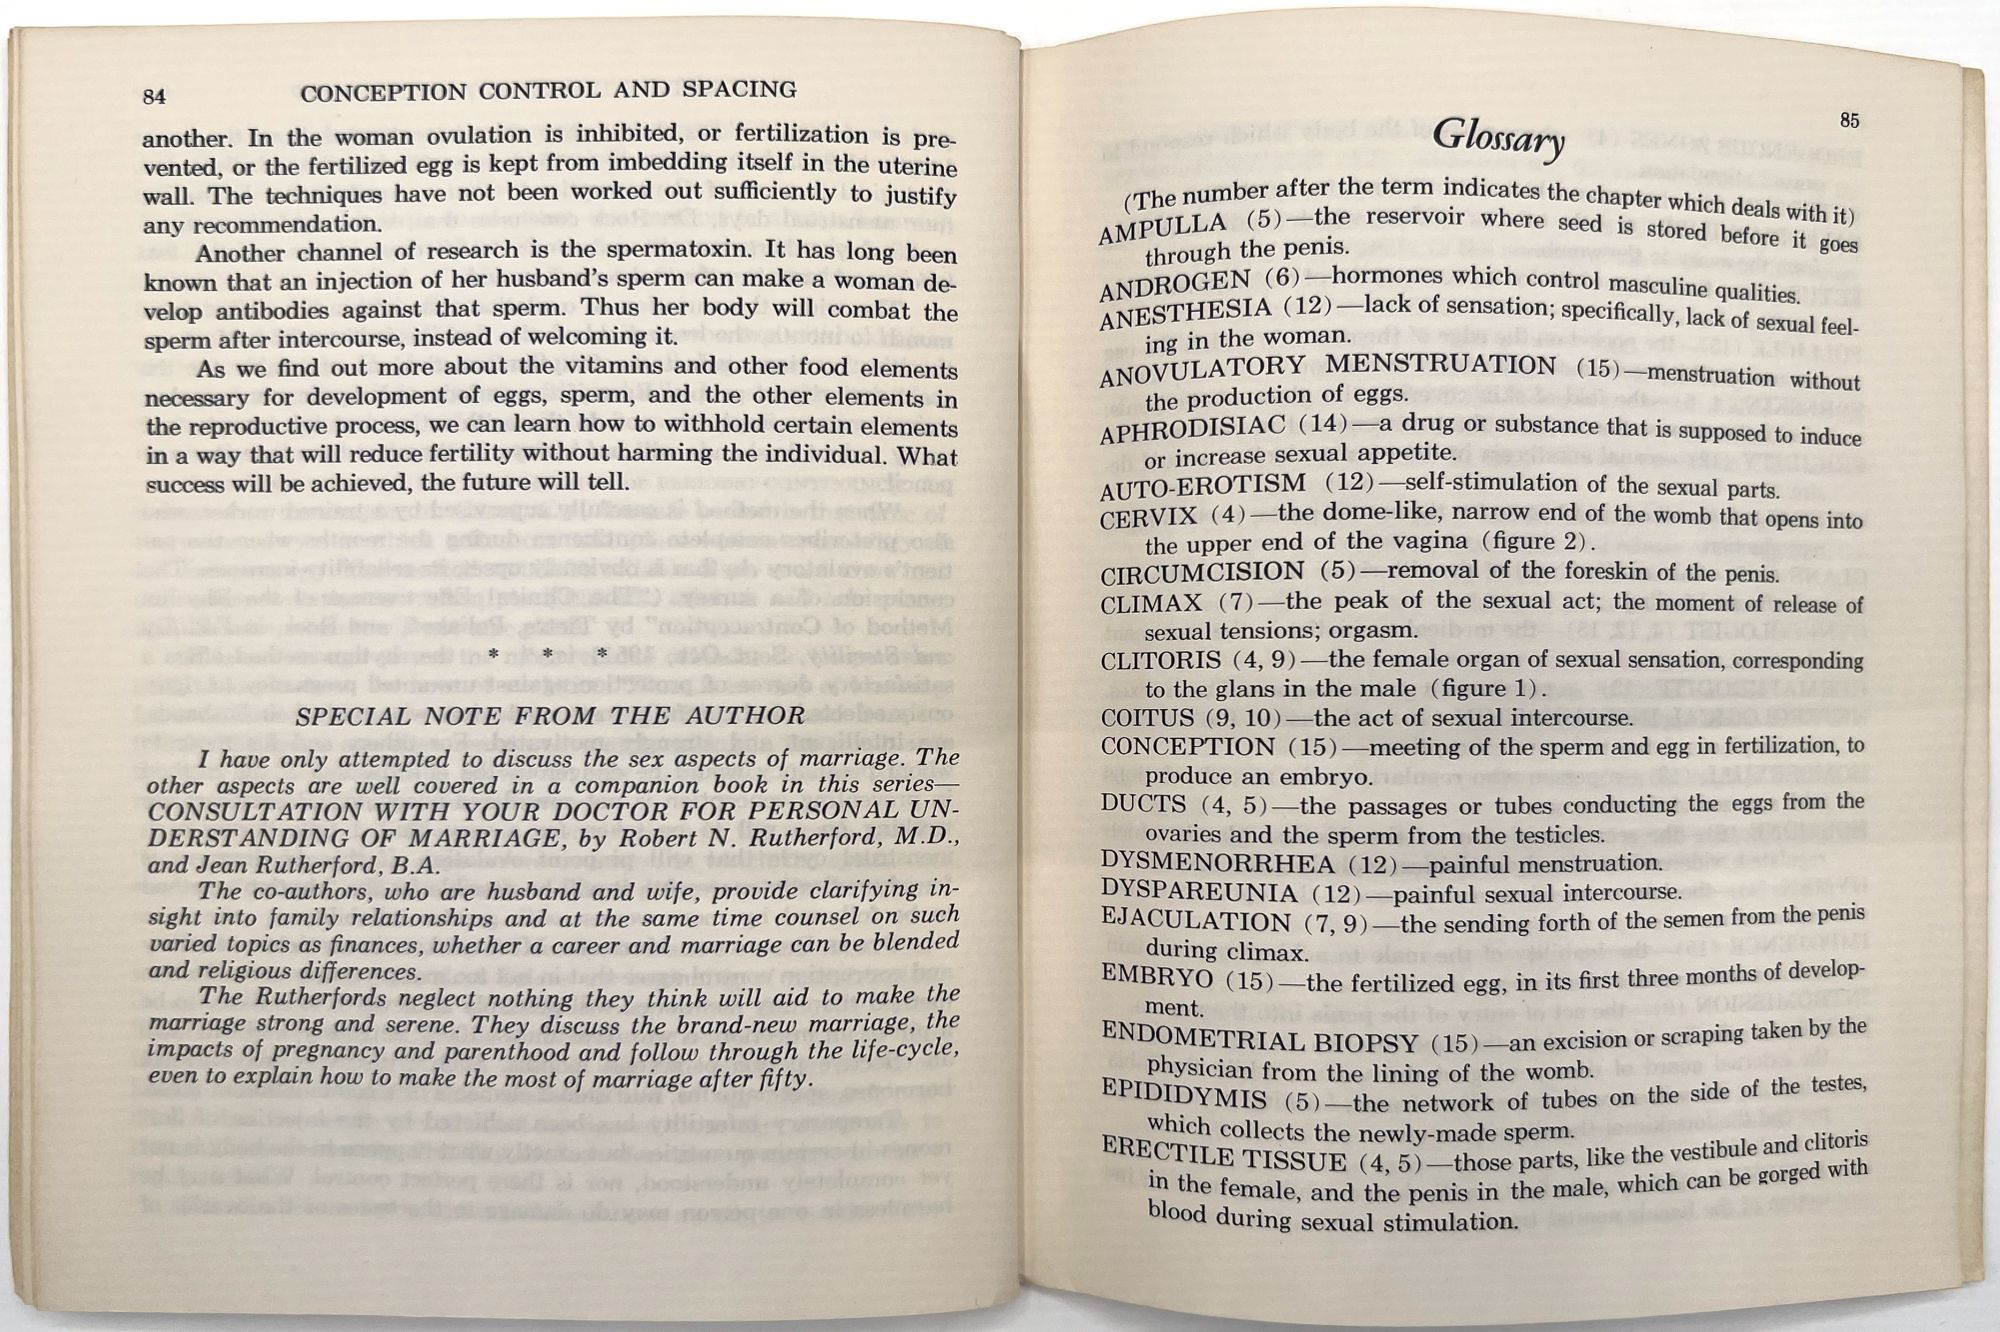 84 CONCEPTION CONTROL AND SPACING
another. In the woman ovulation is inhibited, or fertilization is pre-
vented, or the fertilized egg is kept from imbedding itself in the uterine
wall. The techniques have not been worked out sufficiently to justify
any recommendation.
Another channel of research is the spermatoxin. It has long been
known that an injection of her husband's sperm can make a woman de-
velop antibodies against that sperm. Thus her body will combat the
sperm after intercourse, instead of welcoming it.
As we find out more about the vitamins and other food elements
necessary for development of eggs, sperm, and the other elements in
the reproductive process, we can learn how to withhold certain elements
in a way that will reduce fertility without harming the individual. What
success will be achieved, the future will tell.
* * *
SPECIAL NOTE FROM THE AUTHOR
I have only attempted to discuss the sex aspects of marriage. The
other aspects are well covered in a companion book in this series—
CONSULTATION WITH YOUR DOCTOR FOR PERSONAL UN-
DERSTANDING OF MARRIAGE, by Robert N. Rutherford, M.D.,
and Jean Rutherford, B.A.
The co-authors, who are husband and wife, provide clarifying in-
sight into family relationships and at the same time counsel on such
varied topics as finances, whether a career and marriage can be blended
and religious differences.
The Rutherfords neglect nothing they think will aid to make the
marriage strong and serene. They discuss the brand-new marriage, the
impacts of pregnancy and parenthood and follow through the life-cycle,
even to explain how to make the most of marriage after fifty.
85
Glossary
(The number after the term indicates the chapter which deals with it)
AMPULLA (5)—the reservoir where seed is stored before it goes
through the penis.
ANDROGEN (6)—hormones which control masculine qualities.
ANESTHESIA (12)—lack of sensation; specifically, lack of sexual feel-
ing in the woman.
ANOVULATORY MENSTRUATION (15)—menstruation without
the production of eggs.
APHRODISIAC (14)—a drug or substance that is supposed to induce
or increase sexual appetite.
AUTO-EROTISM (12)—self-stimulation of the sexual parts.
CERVIX (4)—the dome-like, narrow end of the womb that opens into
the upper end of the vagina (figure 2).
CIRCUMCISION (5)—removal of the foreskin of the penis.
CLIMAX (7)—the peak of the sexual act; the moment of release of
sexual tensions; orgasm.
CLITORIS (4, 9)—the female organ of sexual sensation, corresponding
to the glans in the male (figure 1).
COITUS (9, 10)—the act of sexual intercourse.
CONCEPTION (15)—meeting of the sperm and egg in fertilization, to
produce an embryo.
DUCTS (4, 5)—the passages or tubes conducting the eggs from the
ovaries and the sperm from the testicles.
DYSMENORRHEA (12)—painful menstruation.
DYSPAREUNIA (12)—painful sexual intercourse.
EJACULATION (7, 9)—the sending forth of the semen from the penis
during climax.
EMBRYO (15)—the fertilized egg, in its first three months of develop-
ment.
ENDOMETRIAL BIOPSY (15)—an excision or scraping taken by the
physician from the lining of the womb.
EPIDIDYMIS (5)—the network of tubes on the side of the testes,
which collects the newly-made sperm.
ERECTILE TISSUE (4, 5)—those parts, like the vestibule and clitoris
in the female, and the penis in the male, which can be gorged with
blood during sexual stimulation.